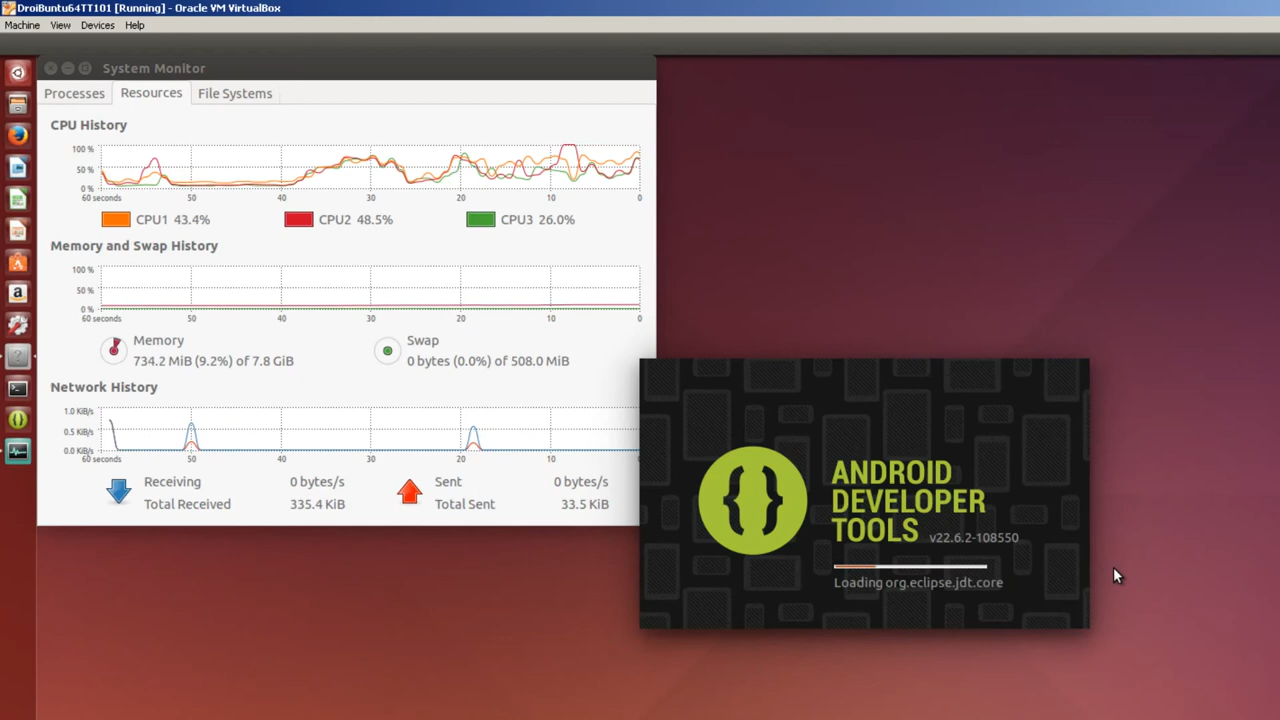 DroiBuntu64TT101 [Running] - Oracle VM VirtualBox
Machine View Devices Help
System Monitor
Processes Resources File Systems
CPU History
100 %
50 %
0 %
60 seconds 50 40 30 20 10 0
CPU1 43.4% CPU2 48.5% CPU3 26.0%
Memory and Swap History
100 %
50 %
0 %
60 seconds 50 40 30 20 10 0
Memory Swap
734.2 MiB (9.2%) of 7.8 GiB 0 bytes (0.0%) of 508.0 MiB
Network History
1.0 KiB/s
0.5 KiB/s
0.0 KiB/s
60 seconds 50 40 30 20 10 0
Receiving 0 bytes/s Sent 0 bytes/s
Total Received 335.4 KiB Total Sent 33.5 KiB
ANDROID
DEVELOPER
TOOLS v22.6.2-108550
Loading org.eclipse.jdt.core